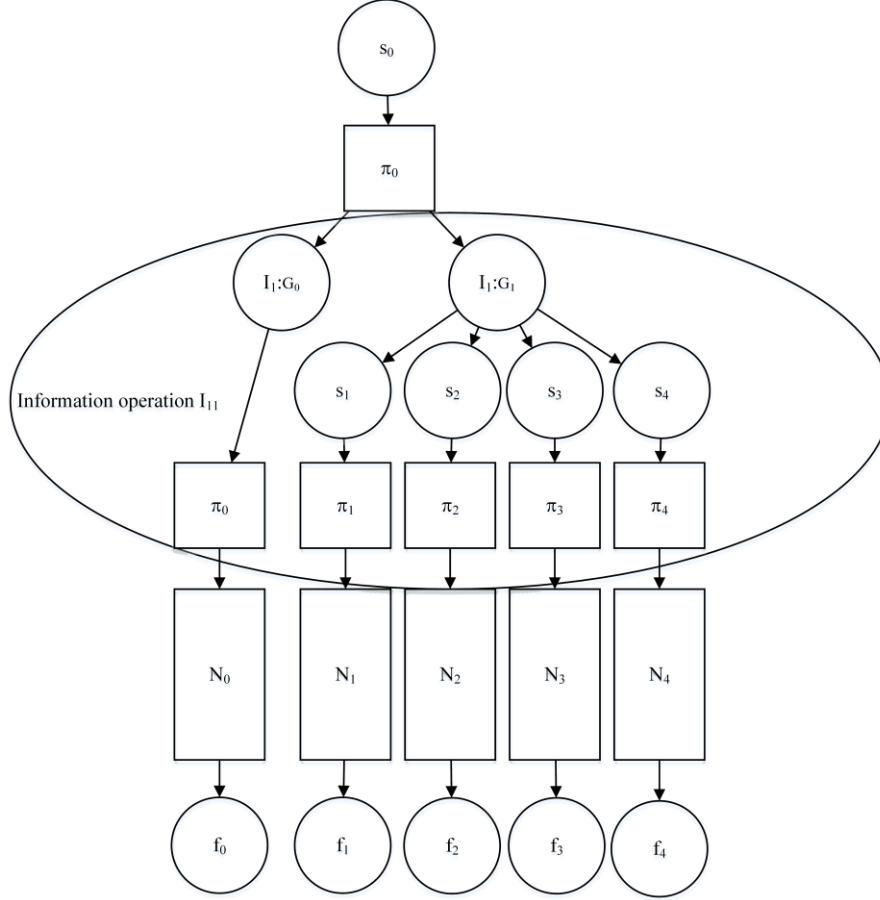 s₀
π₀
I₁:G₀ I₁:G₁
s₁ s₂ s₃ s₄
Information operation I₁₁
π₀ π₁ π₂ π₃ π₄
N₀ N₁ N₂ N₃ N₄
f₀ f₁ f₂ f₃ f₄